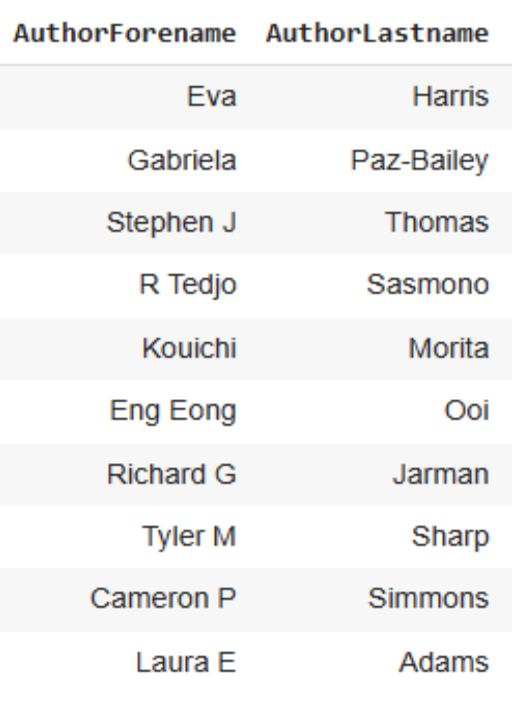 AuthorForename AuthorLastname
Eva Harris
Gabriela Paz-Bailey
Stephen J Thomas
R Tedjo Sasmono
Kouichi Morita
Eng Eong Ooi
Richard G Jarman
Tyler M Sharp
Cameron P Simmons
Laura E Adams